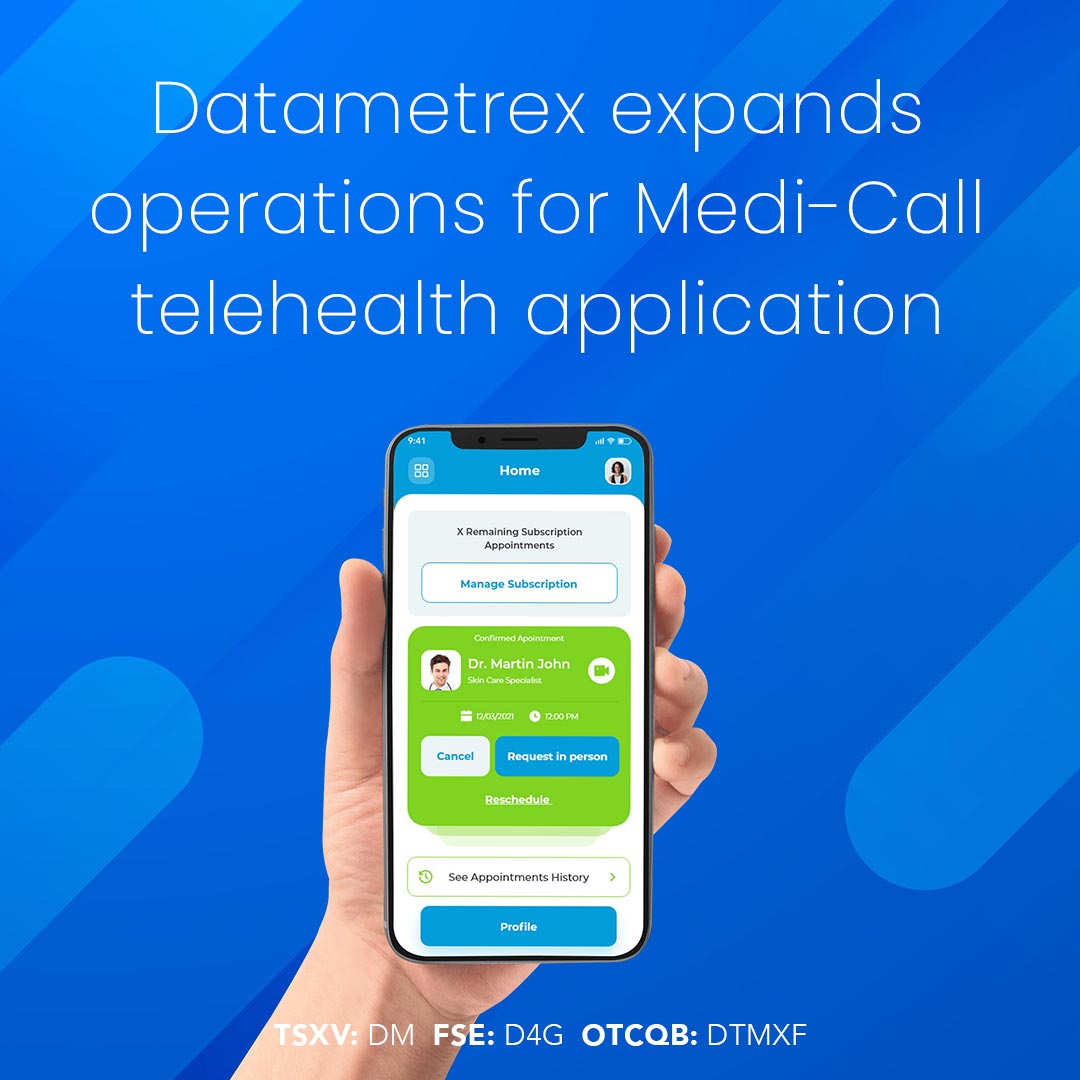 Datametrex expands
operations for Medi-Call
telehealth application
9:41
Home
X Remaining Subscription
Appointments
Manage Subscription
Confirmed Apointment
Dr. Martin John
Skin Care Specialist
12/03/2021 12:00 PM
Cancel Request in person
Reschedule
See Appointments History
Profile
TSXV: DM FSE: D4G OTCQB: DTMXF